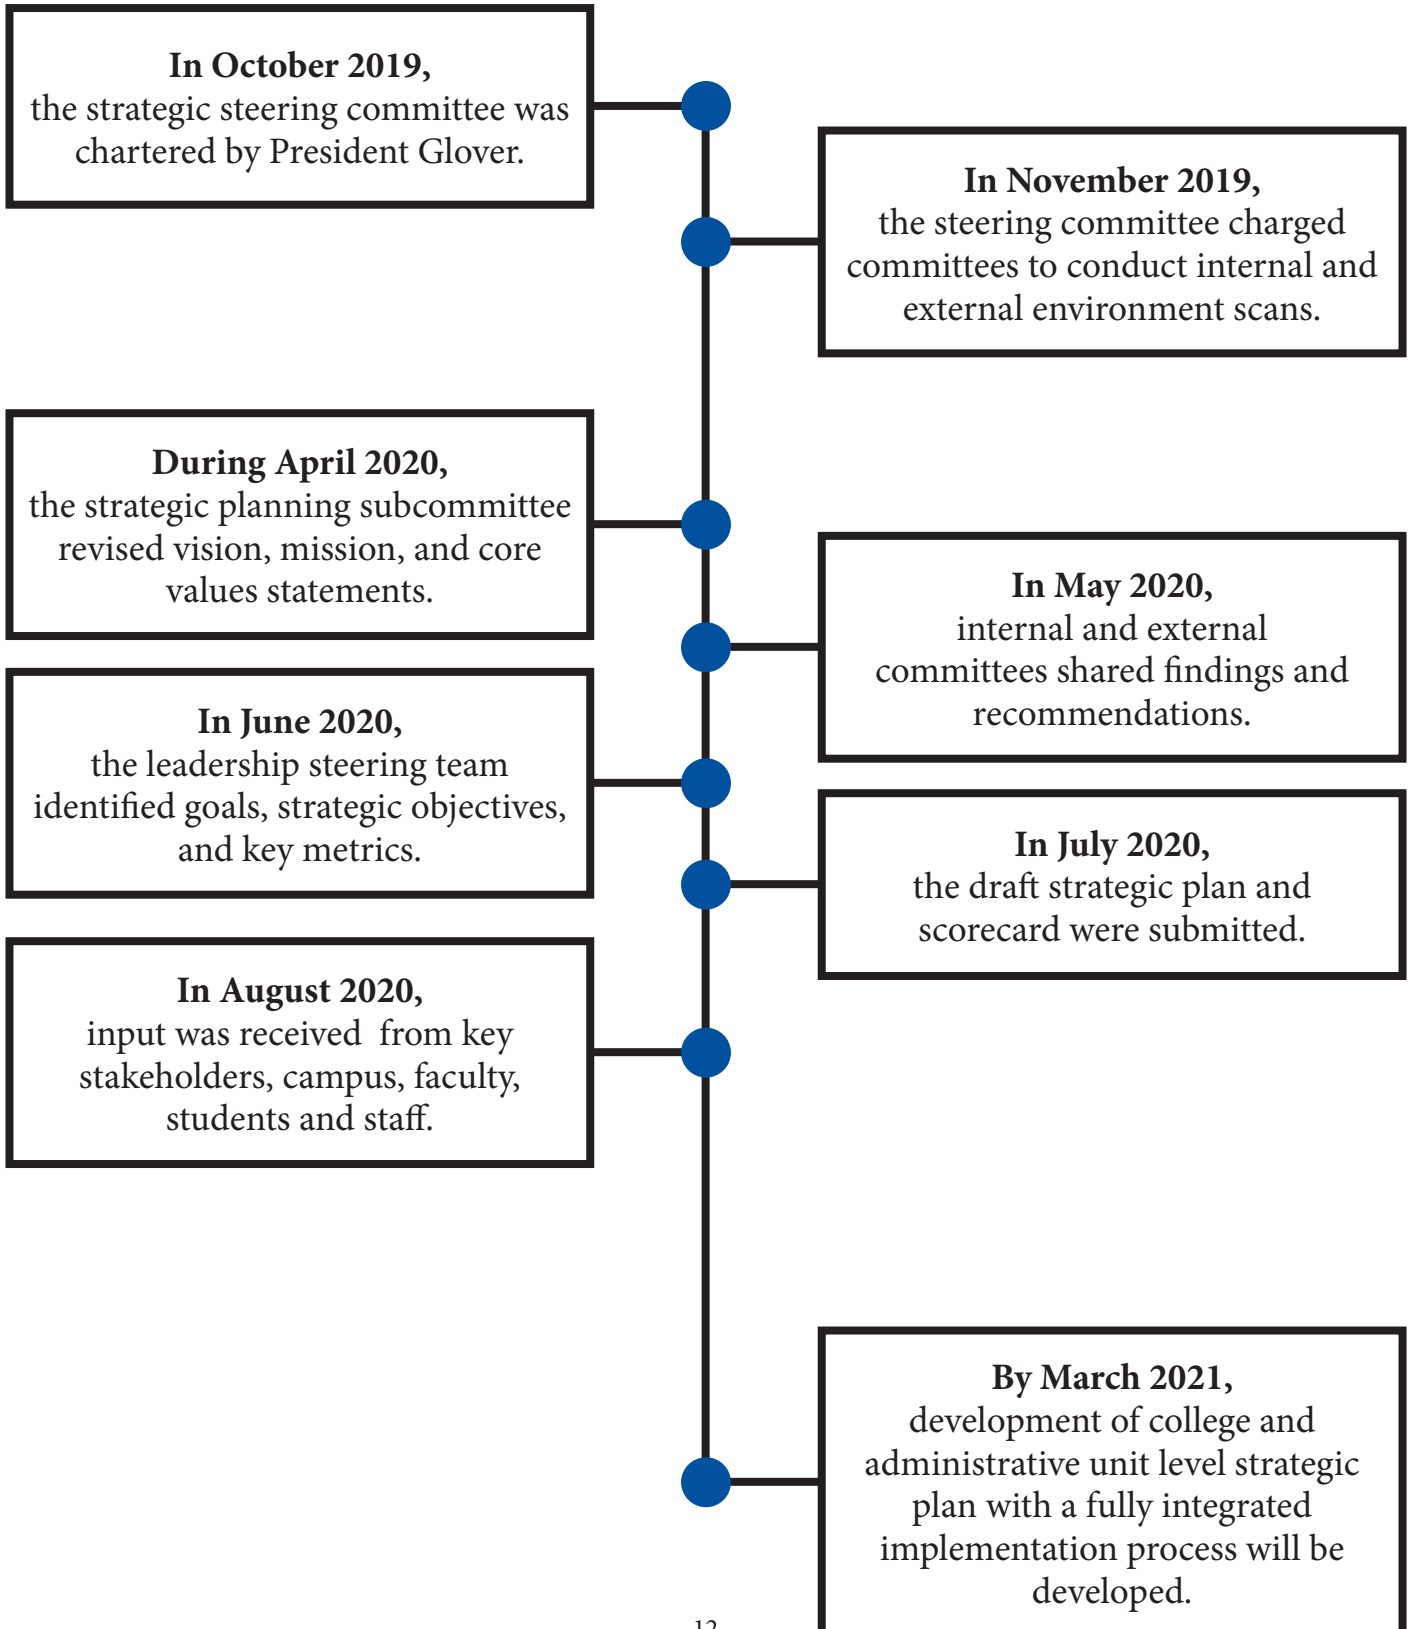 In October 2019,
the strategic steering committee was
chartered by President Glover.
In November 2019,
the steering committee charged
committees to conduct internal and
external environment scans.
During April 2020,
the strategic planning subcommittee
revised vision, mission, and core
values statements.
In May 2020,
internal and external
committees shared findings and
recommendations.
In June 2020,
the leadership steering team
identified goals, strategic objectives,
and key metrics.
In July 2020,
the draft strategic plan and
scorecard were submitted.
In August 2020,
input was received  from key
stakeholders, campus, faculty,
students and staff.
By March 2021,
development of college and
administrative unit level strategic
plan with a fully integrated
implementation process will be
developed.
12